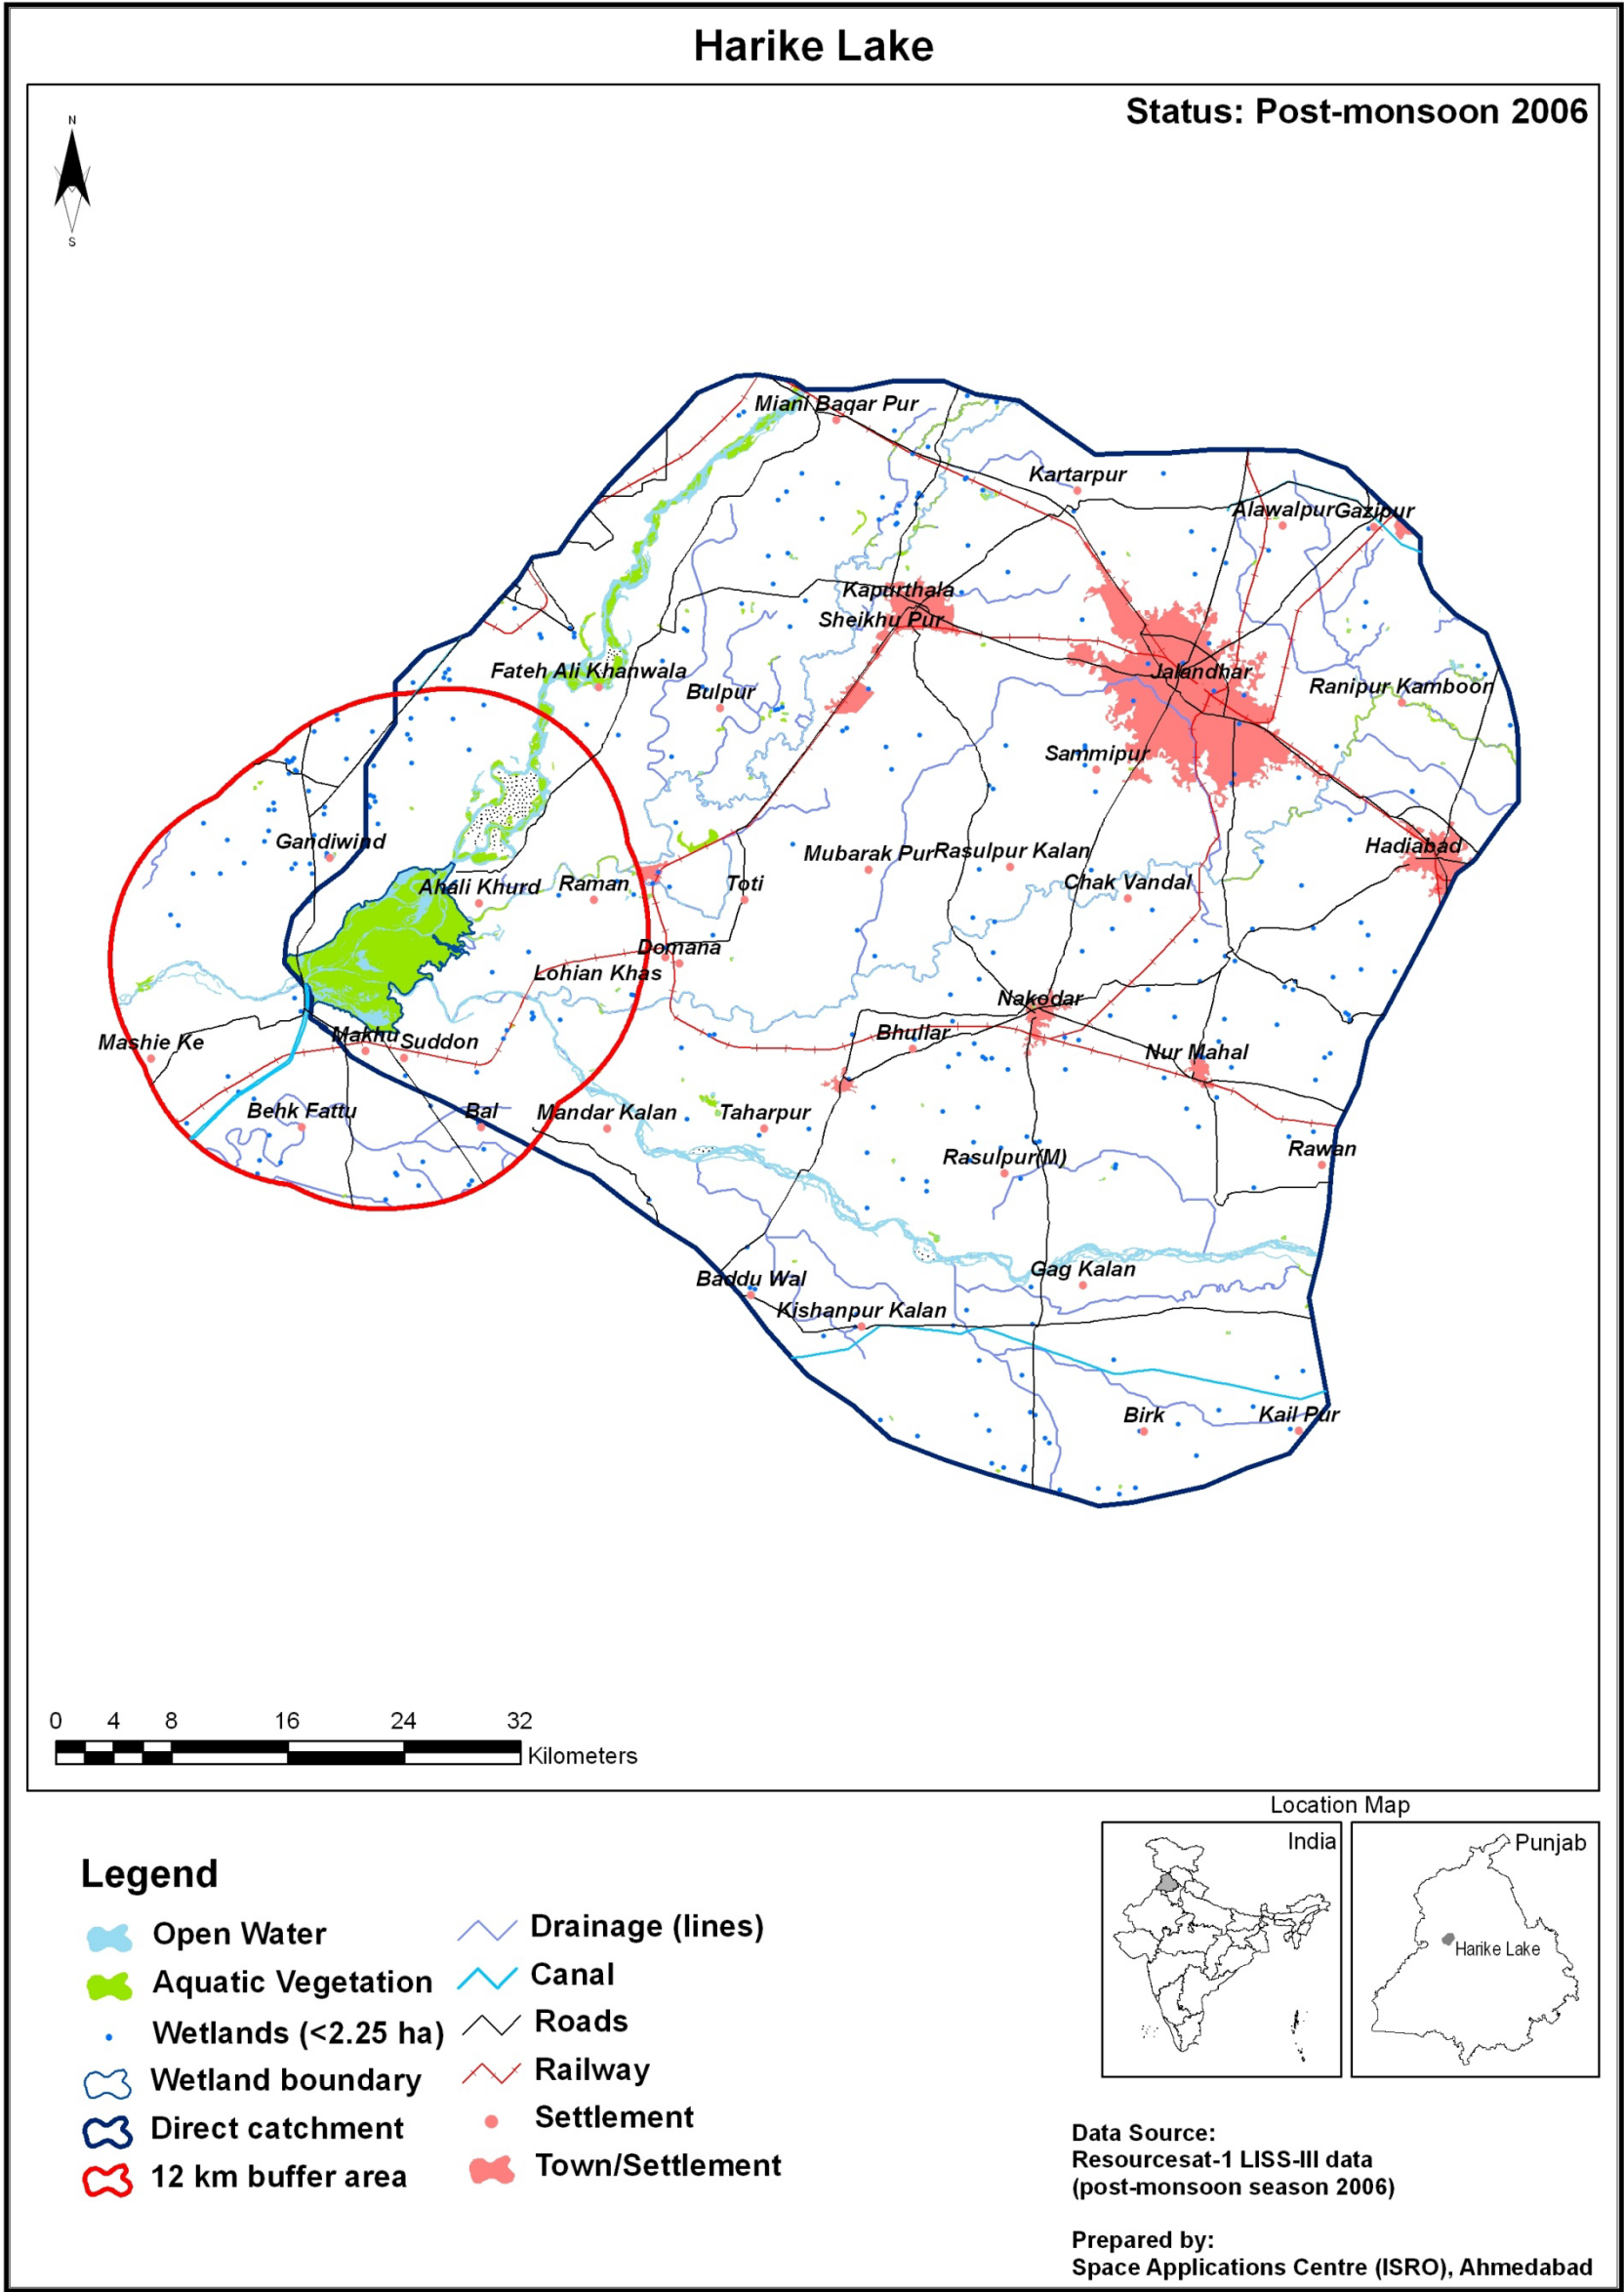 Harike Lake
Status: Post-monsoon 2006
N
S
Miani Baqar Pur
Kartarpur
Alawalpur
Gazipur
Kapurthala
Sheikhu Pur
Fateh Ali Khanwala
Jalandhar
Bulpur
Ranipur Kamboon
Sammipur
Gandiwind
Hadiabad
Mubarak Pur
Rasulpur Kalan
Ahali Khurd
Raman
Toti
Chak Vandal
Domana
Lohian Khas
Nakodar
Mashie Ke
Makhu
Suddon
Bhullar
Nur Mahal
Behk Fattu
Bal
Mandar Kalan
Taharpur
Rasulpur(M)
Rawan
Baddu Wal
Gag Kalan
Kishanpur Kalan
Birk
Kail Pur
0 4 8 16 24 32
Kilometers
Location Map
India
Punjab
Harike Lake
Legend
Open Water
Aquatic Vegetation
Wetlands (<2.25 ha)
Wetland boundary
Direct catchment
12 km buffer area
Drainage (lines)
Canal
Roads
Railway
Settlement
Town/Settlement
Data Source:
Resourcesat-1 LISS-III data
(post-monsoon season 2006)
Prepared by:
Space Applications Centre (ISRO), Ahmedabad